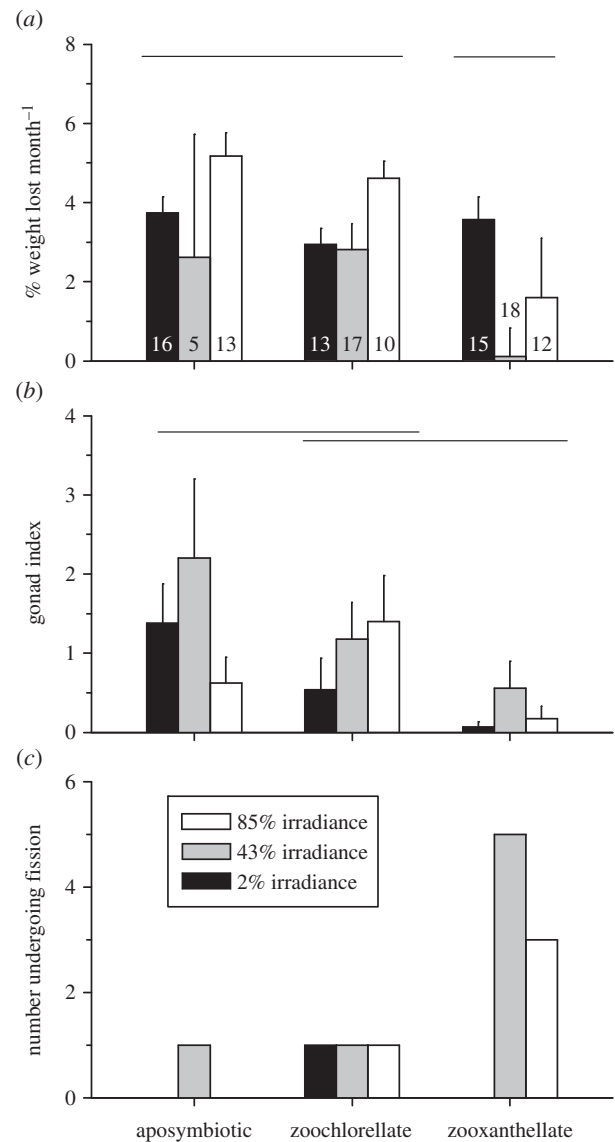 (a)
8
6
4
2
0
% weight lost month⁻¹
16 5 13 13 17 10 15 18 12
(b)
4
3
2
1
0
gonad index
(c)
6
4
2
0
number undergoing fission
85% irradiance
43% irradiance
2% irradiance
aposymbiotic zoochlorellate zooxanthellate